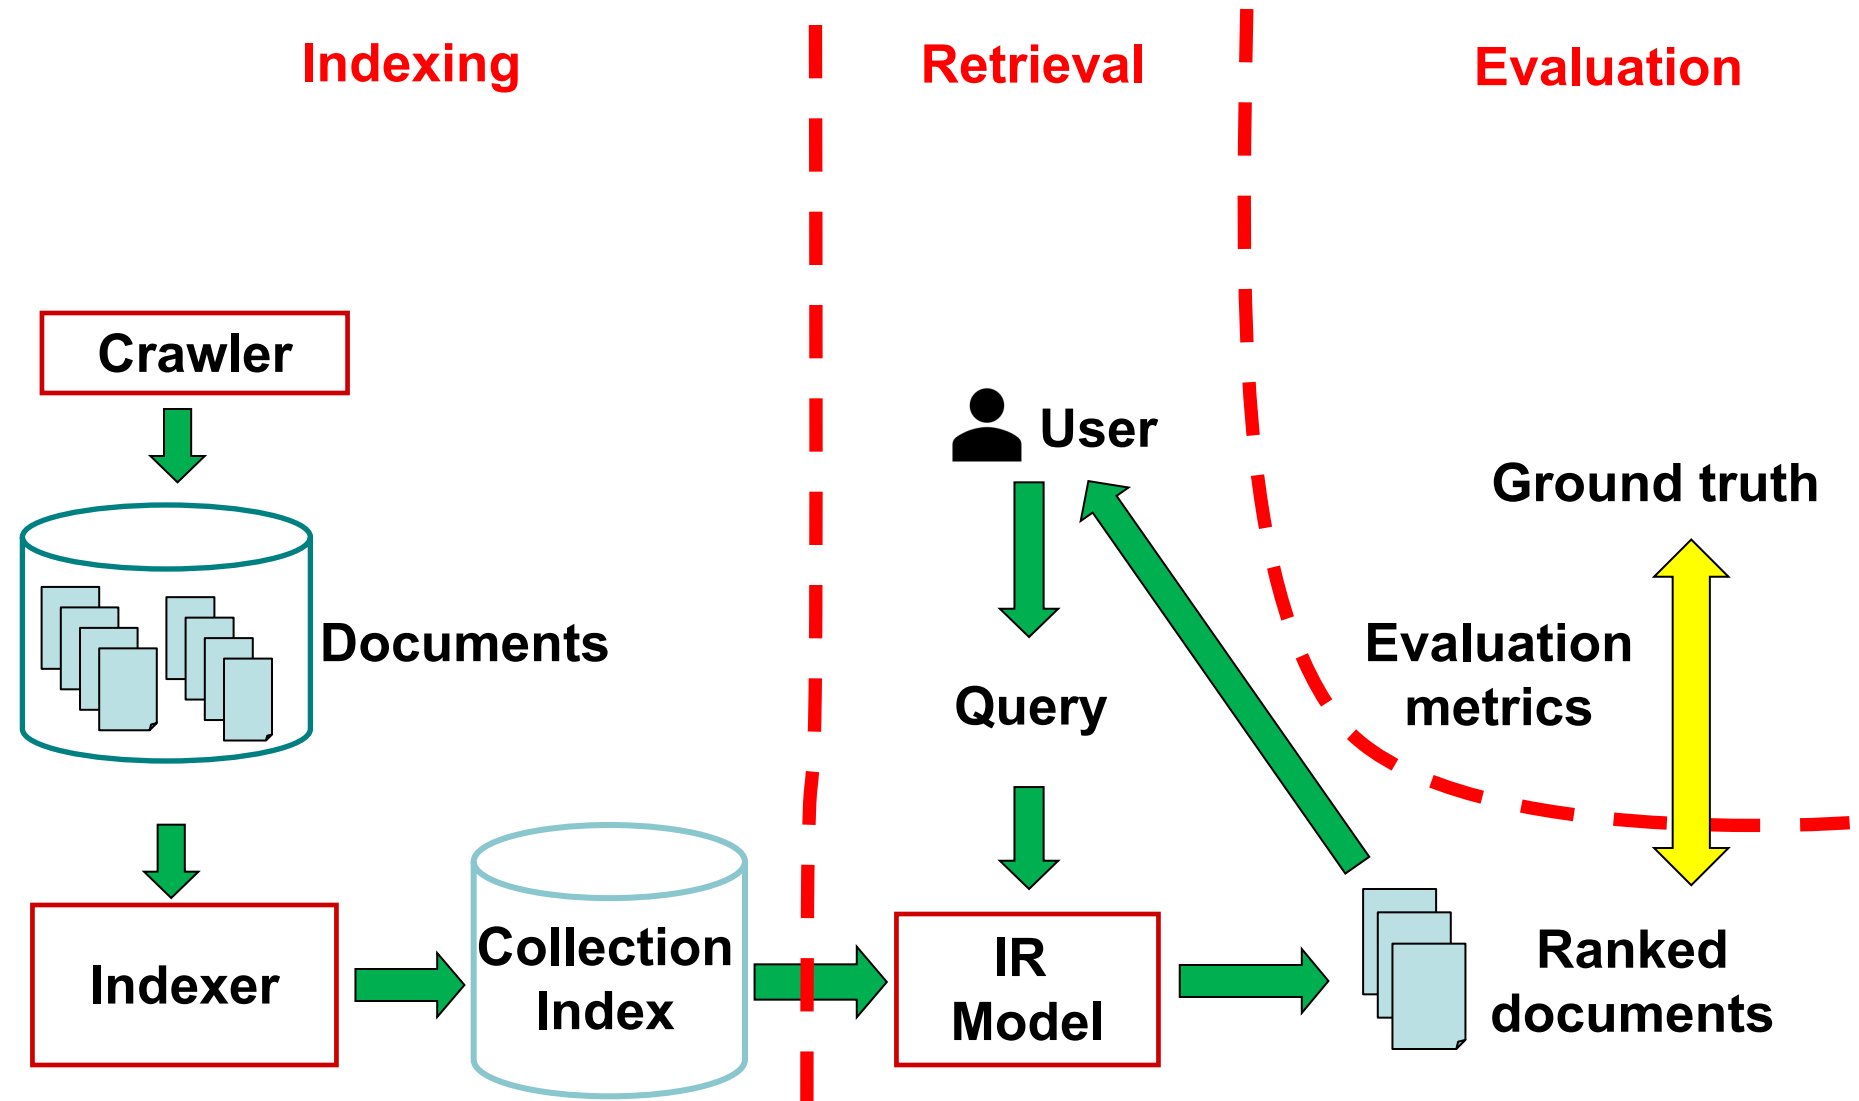 Indexing
Retrieval
Evaluation
Crawler
Documents
Indexer
Collection
Index
User
Query
IR
Model
Ground truth
Evaluation
metrics
Ranked
documents